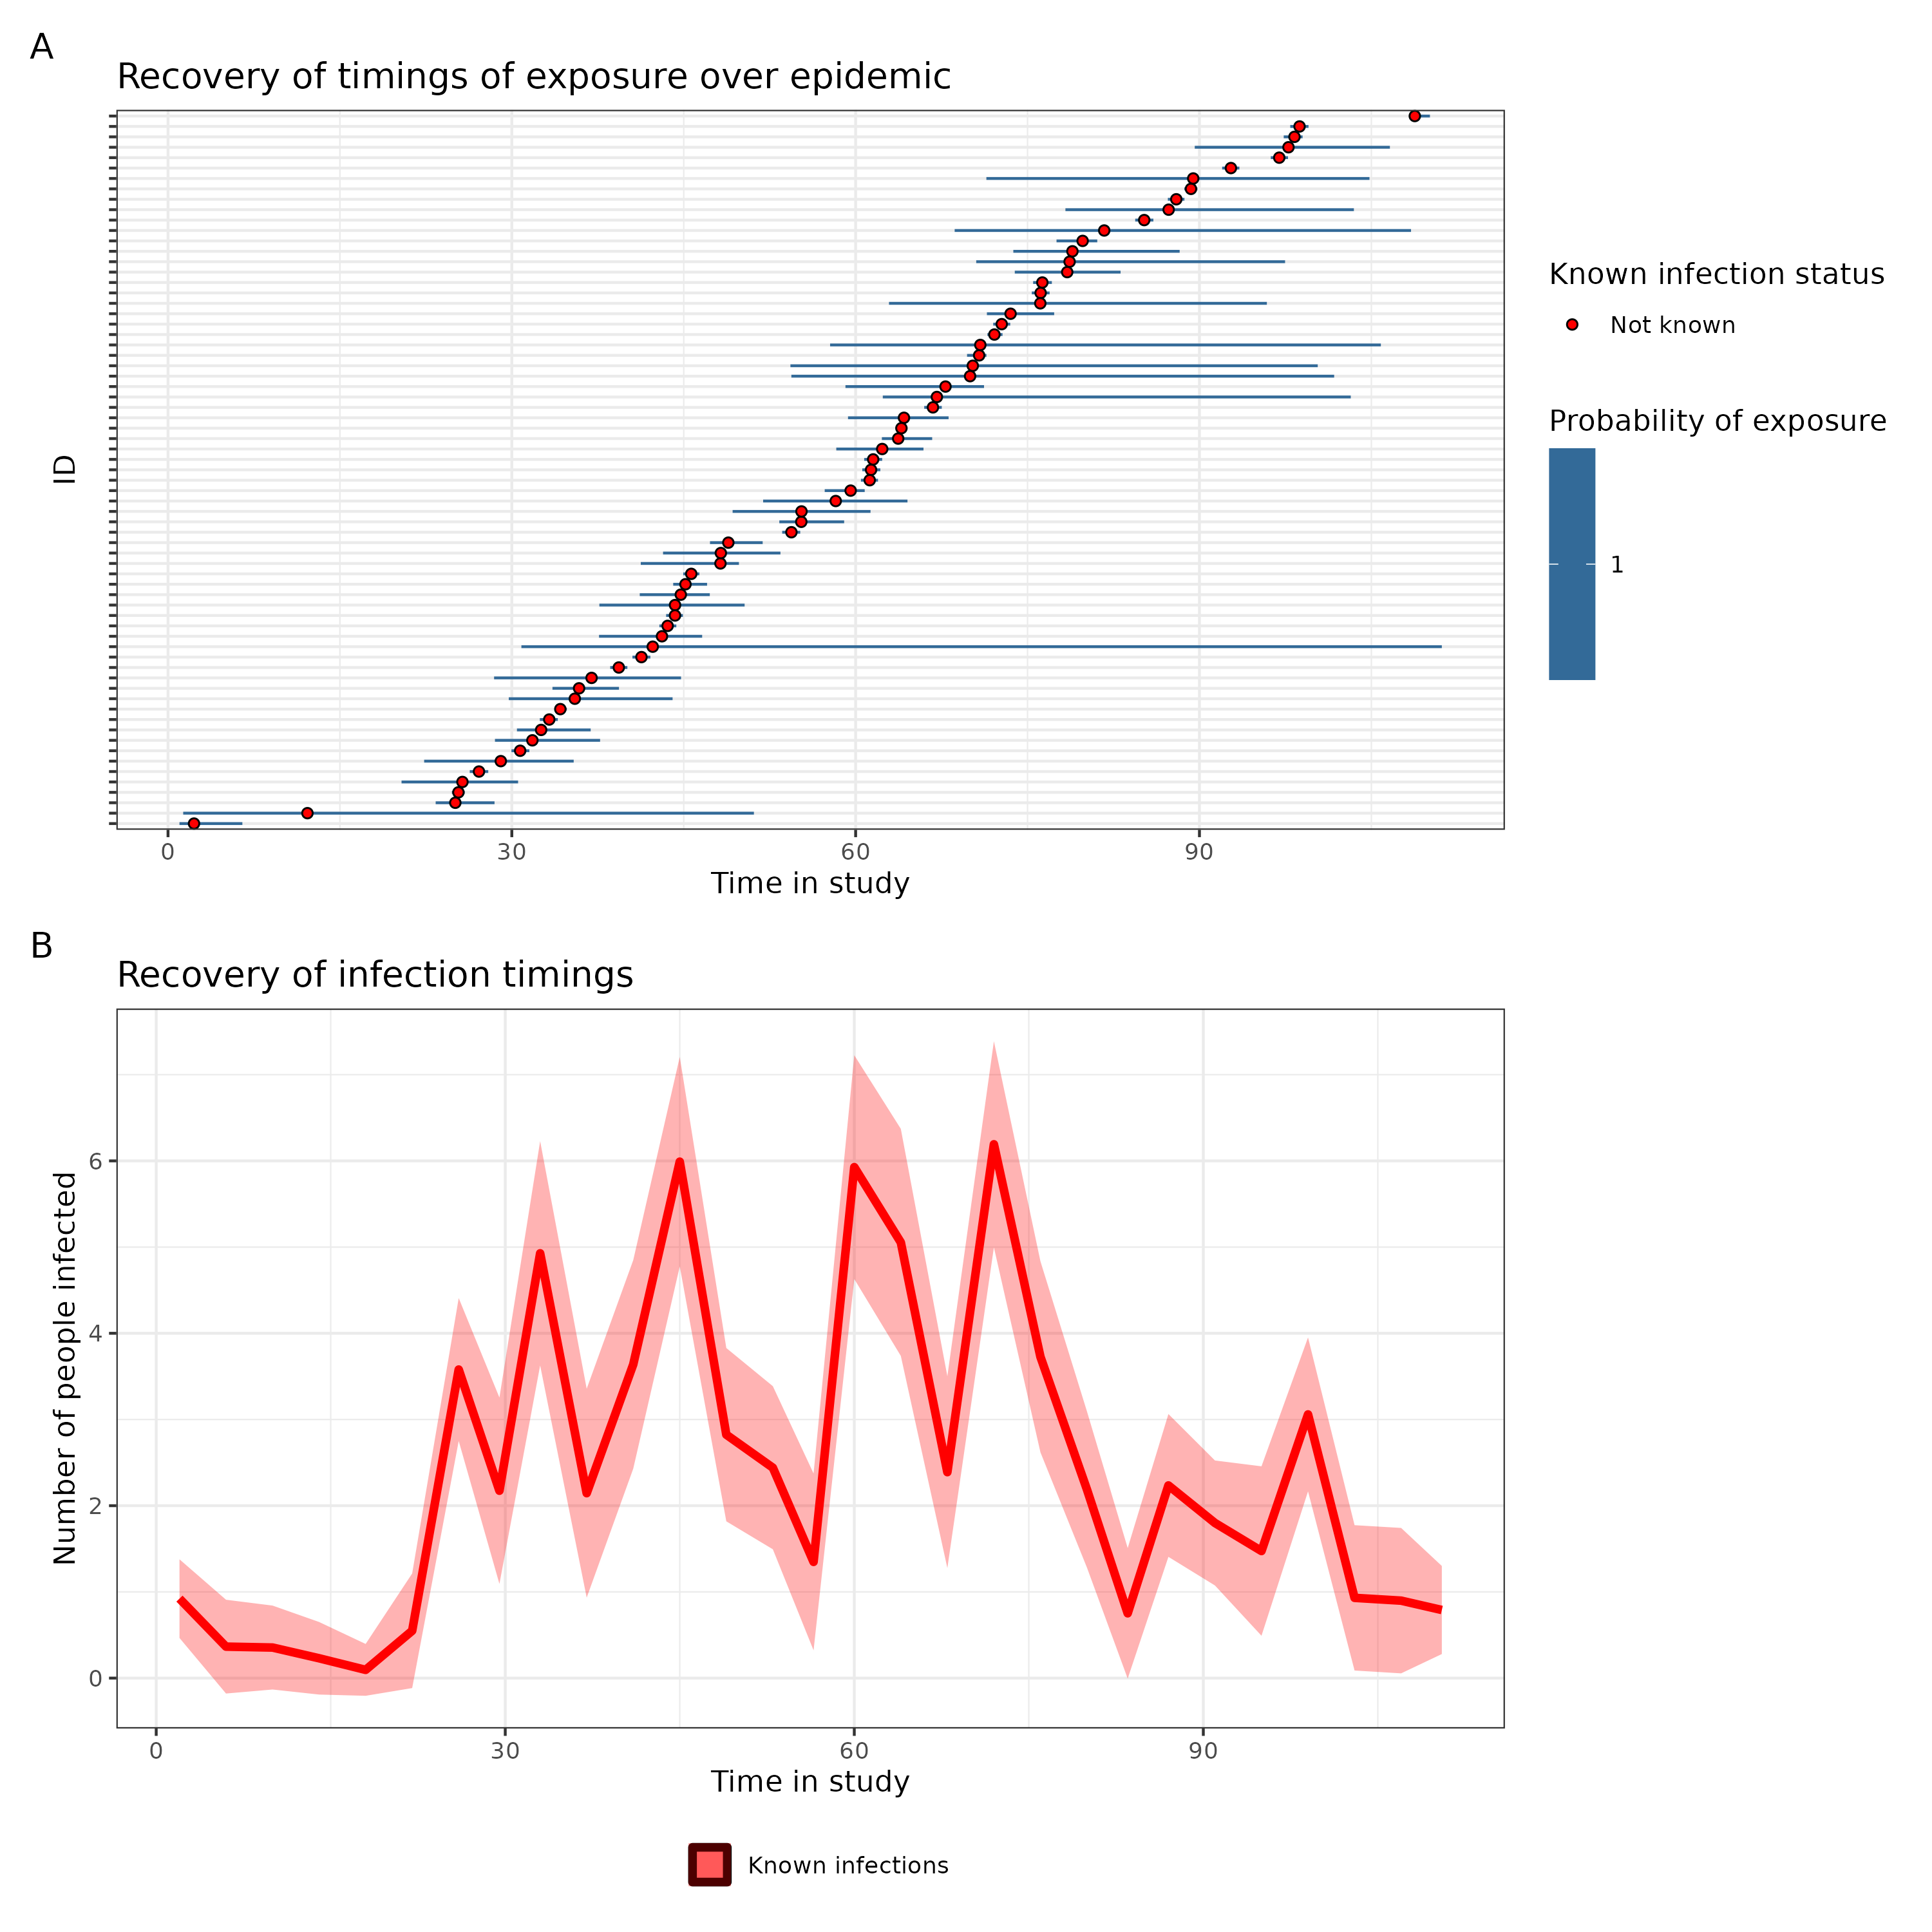 A
Recovery of timings of exposure over epidemic
ID
0 30 60 90
Time in study
Known infection status
Not known
Probability of exposure
1
B
Recovery of infection timings
Number of people infected
6
4
2
0
0 30 60 90
Time in study
Known infections